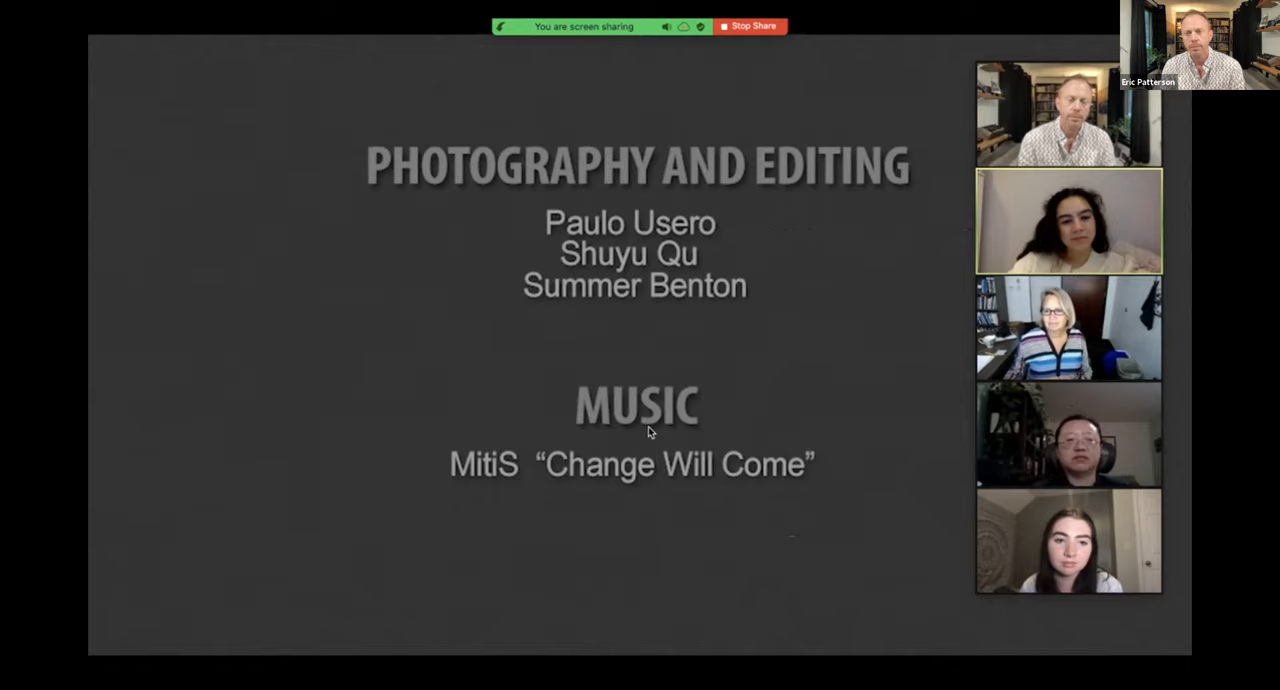 You are screen sharing
Stop Share
Eric Patterson
PHOTOGRAPHY AND EDITING
Paulo Usero
Shuyu Qu
Summer Benton
MUSIC
MitiS “Change Will Come”